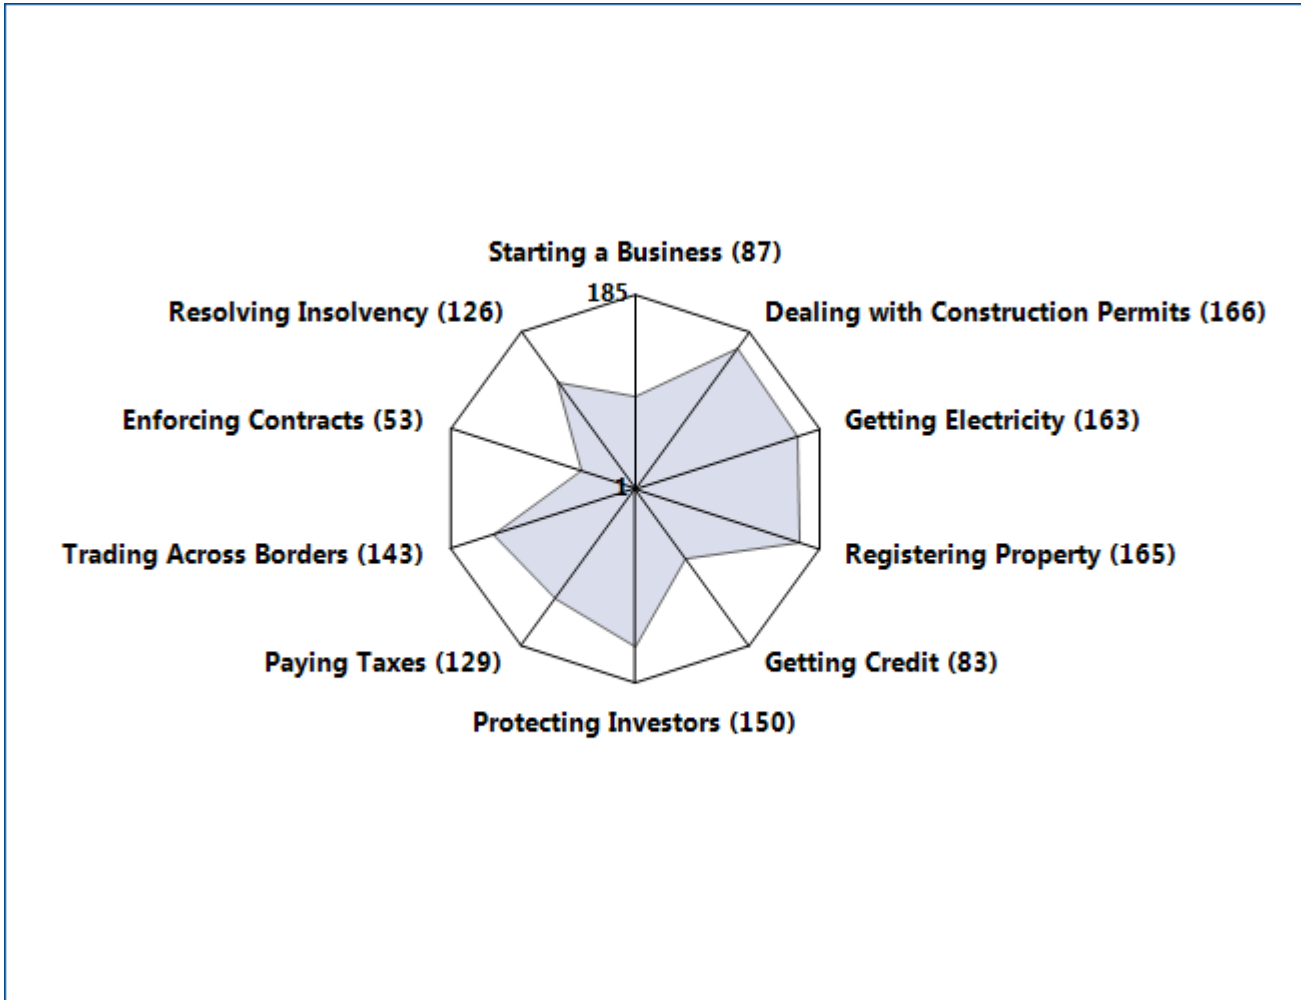 Starting a Business (87)
185
Resolving Insolvency (126)
Dealing with Construction Permits (166)
Enforcing Contracts (53)
Getting Electricity (163)
1
Trading Across Borders (143)
Registering Property (165)
Paying Taxes (129)
Getting Credit (83)
Protecting Investors (150)